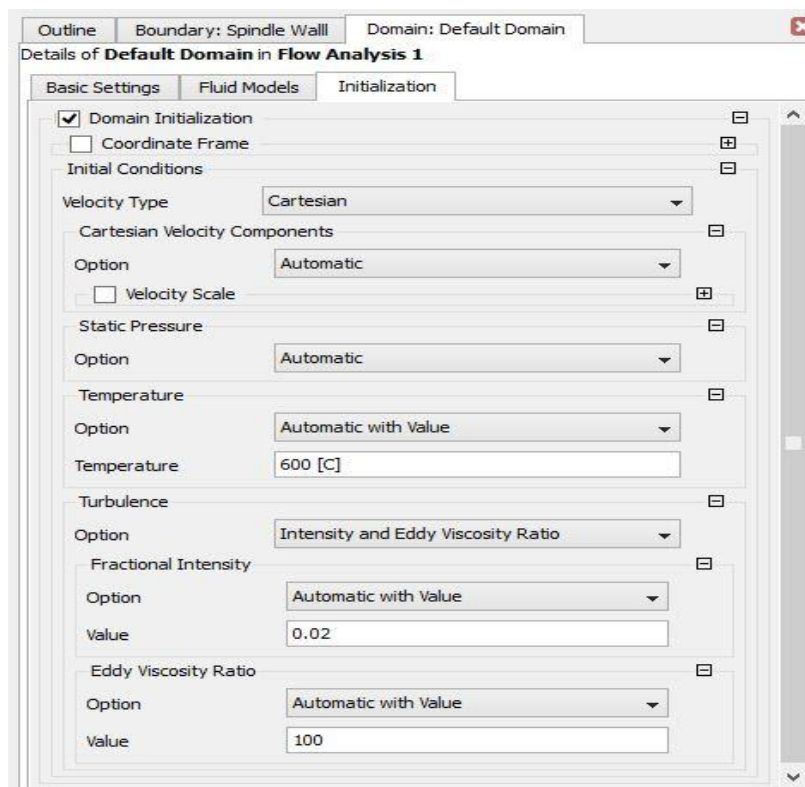 Outline Boundary: Spindle Walll Domain: Default Domain
Details of Default Domain in Flow Analysis 1
Basic Settings Fluid Models Initialization
Domain Initialization
Coordinate Frame
Initial Conditions
Velocity Type Cartesian
Cartesian Velocity Components
Option Automatic
Velocity Scale
Static Pressure
Option Automatic
Temperature
Option Automatic with Value
Temperature 600 [C]
Turbulence
Option Intensity and Eddy Viscosity Ratio
Fractional Intensity
Option Automatic with Value
Value 0.02
Eddy Viscosity Ratio
Option Automatic with Value
Value 100